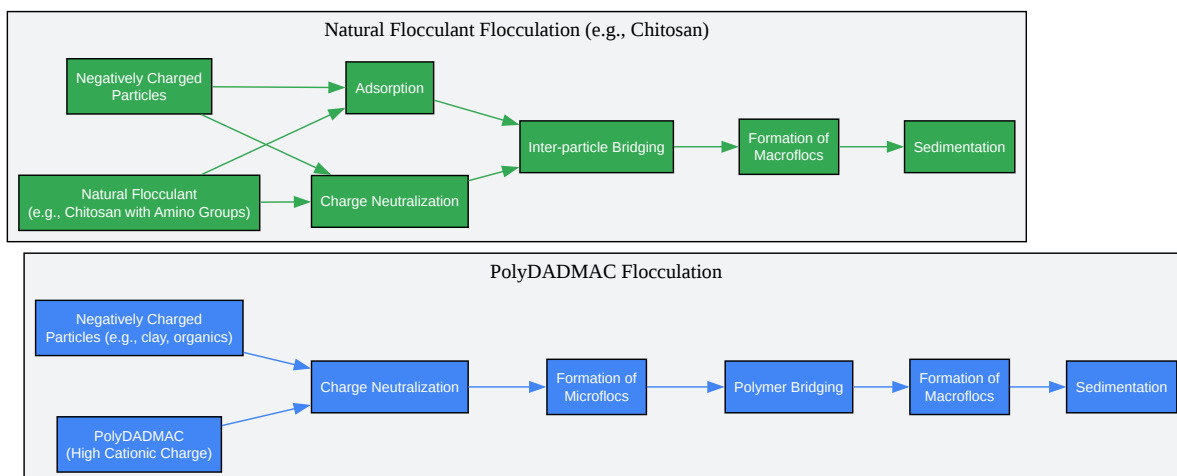 Natural Flocculant Flocculation (e.g., Chitosan)
Negatively Charged
Particles
Adsorption
Inter-particle Bridging
Formation of
Macroflocs
Sedimentation
Natural Flocculant
(e.g., Chitosan with Amino Groups)
Charge Neutralization
PolyDADMAC Flocculation
Negatively Charged
Particles (e.g., clay, organics)
Charge Neutralization
Formation of
Microflocs
Polymer Bridging
Formation of
Macroflocs
Sedimentation
PolyDADMAC
(High Cationic Charge)